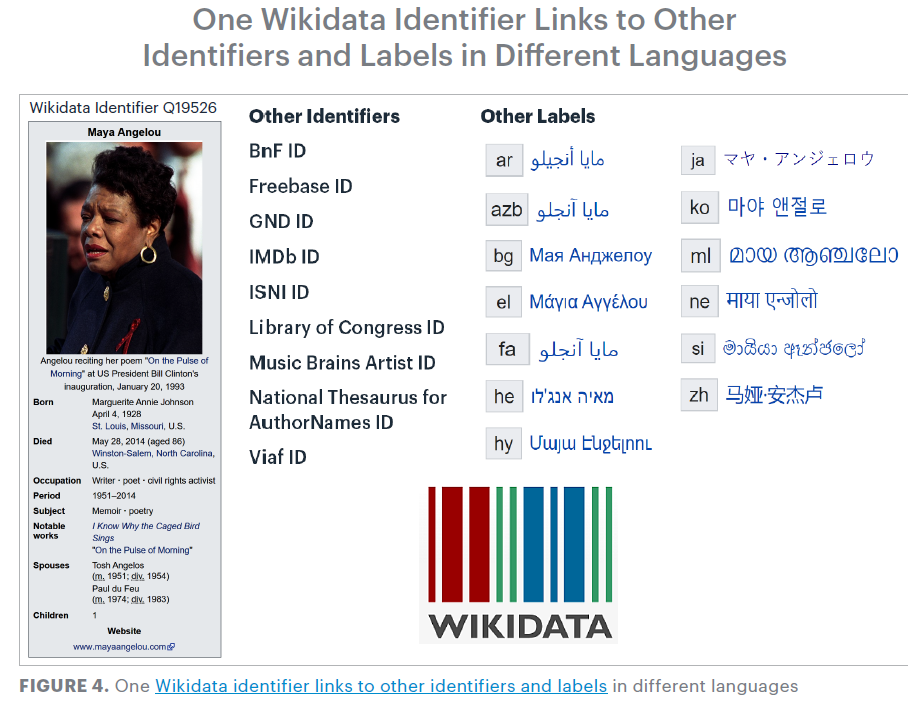 One Wikidata Identifier Links to Other
Identifiers and Labels in Different Languages
Wikidata Identifier Q19526
Maya Angelou
Angelou reciting her poem "On the Pulse of
Morning" at US President Bill Clinton's
inauguration, January 20, 1993
Born Marguerite Annie Johnson
April 4, 1928
St. Louis, Missouri, U.S.
Died May 28, 2014 (aged 86)
Winston-Salem, North Carolina,
U.S.
Occupation Writer · poet · civil rights activist
Period 1951–2014
Subject Memoir · poetry
Notable works I Know Why the Caged Bird
Sings
"On the Pulse of Morning"
Spouses Tosh Angelos
(m. 1951; div. 1954)
Paul du Feu
(m. 1974; div. 1983)
Children 1
Website
www.mayaangelou.com
Other Identifiers
BnF ID
Freebase ID
GND ID
IMDb ID
ISNI ID
Library of Congress ID
Music Brains Artist ID
National Thesaurus for
AuthorNames ID
Viaf ID
Other Labels
ar مايا أنجيلو
azb مایا آنجلو
bg Мая Анджелоу
el Μάγια Αγγέλου
fa مایا آنجلو
he מאיה אנג'לו
hy Մայա Էնջելոու
ja マヤ・アンジェロウ
ko 마야 앤절로
ml മായ ആഞ്ചലോ
ne माया एन्जोलो
si මායියා ඇන්ජලෝ
zh 马娅·安杰卢
WIKIDATA
FIGURE 4. One Wikidata identifier links to other identifiers and labels in different languages